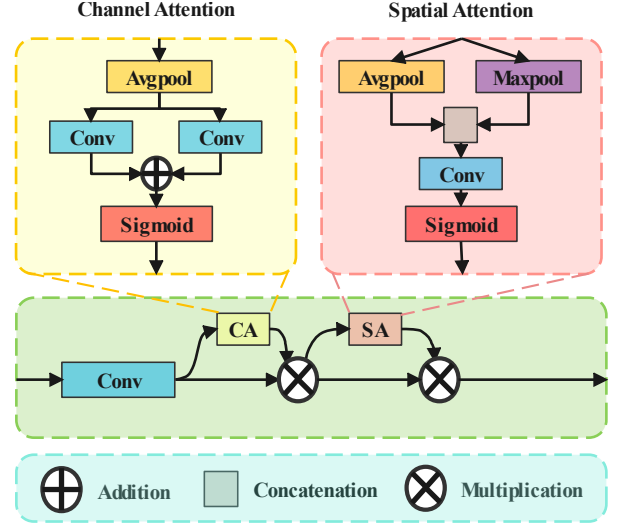 Channel Attention
Spatial Attention
Avgpool
Conv
Conv
Sigmoid
Avgpool
Maxpool
Conv
Sigmoid
CA
SA
Conv
Addition
Concatenation
Multiplication